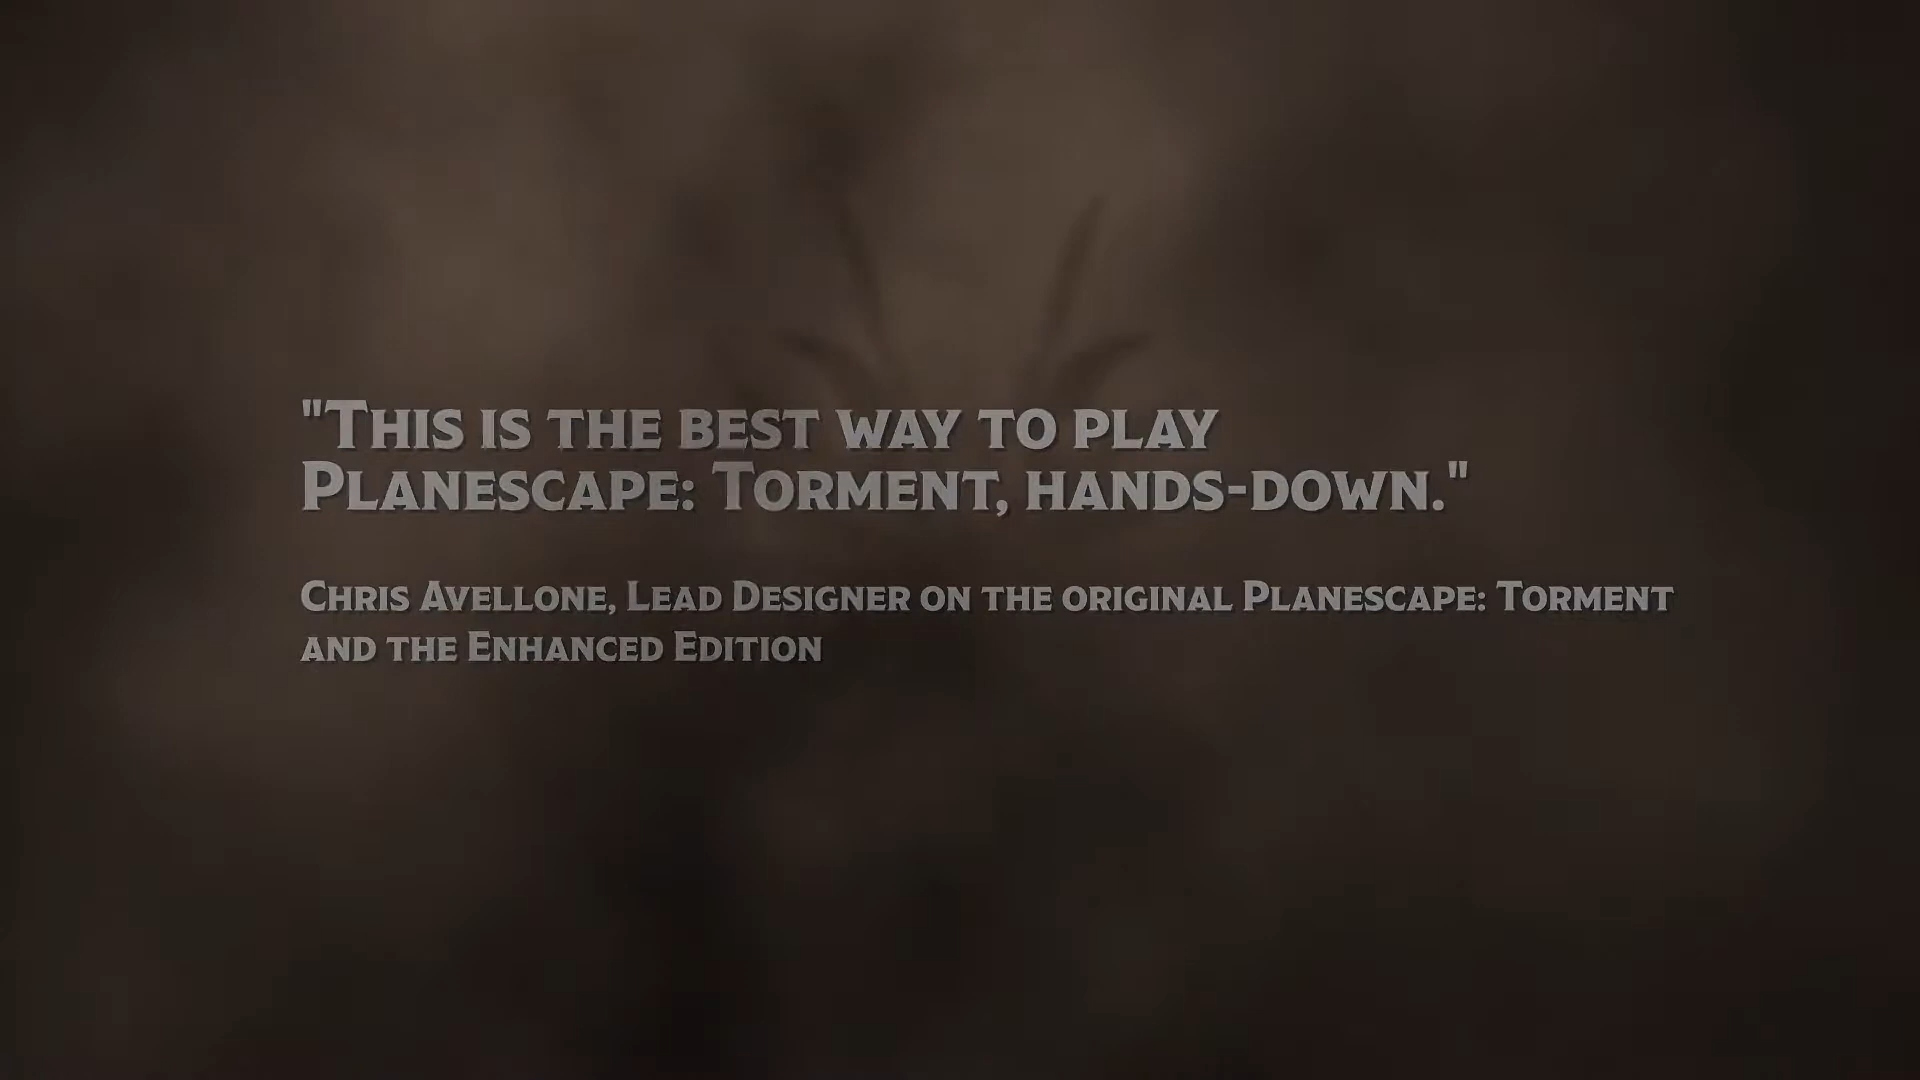 "This is the best way to play
Planescape: Torment, hands-down."
Chris Avellone, Lead Designer on the original Planescape: Torment
and the Enhanced Edition